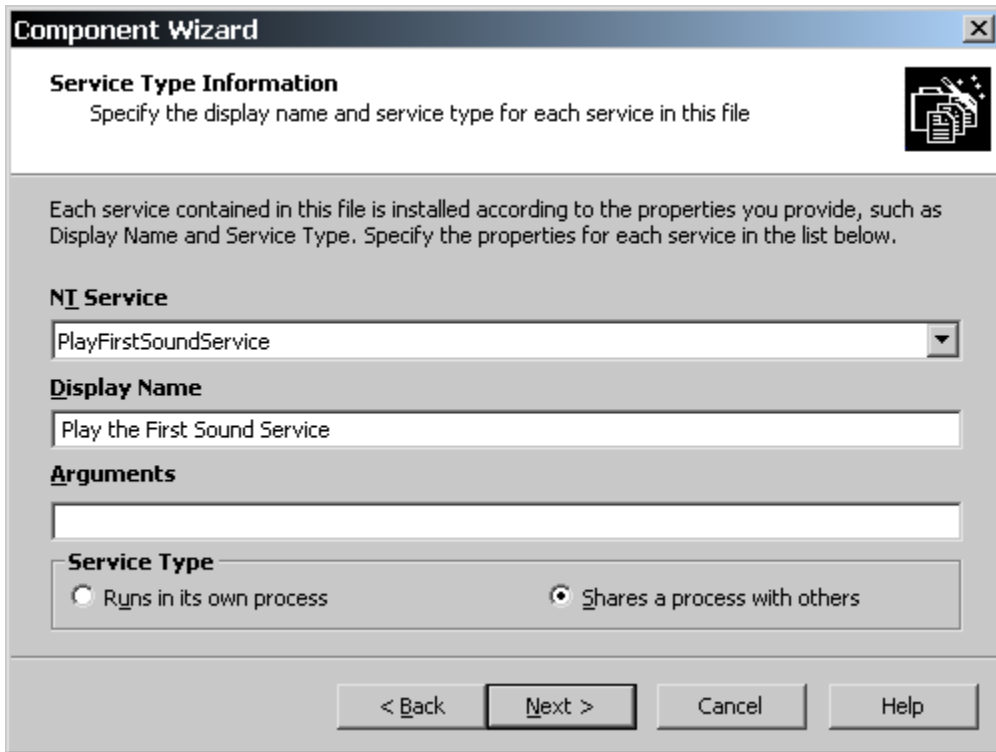 Component Wizard
Service Type Information
Specify the display name and service type for each service in this file
Each service contained in this file is installed according to the properties you provide, such as
Display Name and Service Type. Specify the properties for each service in the list below.
NT Service
PlayFirstSoundService
Display Name
Play the First Sound Service
Arguments
Service Type
Runs in its own process
Shares a process with others
< Back Next > Cancel Help